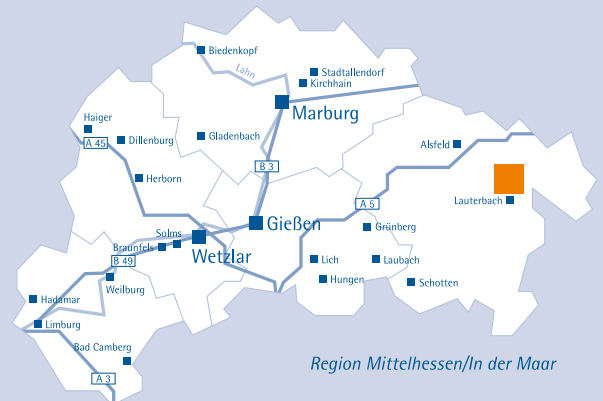 Biedenkopf
Lahn
Stadtallendorf
Kirchhain
Marburg
Haiger
A 45
Dillenburg
Gladenbach
Alsfeld
B 3
Herborn
A 5
Lauterbach
Gießen
Grünberg
Solms
Braunfels
Wetzlar
B 49
Lich
Laubach
Weilburg
Hungen
Schotten
Hadamar
Limburg
Bad Camberg
A 3
Region Mittelhessen/In der Maar